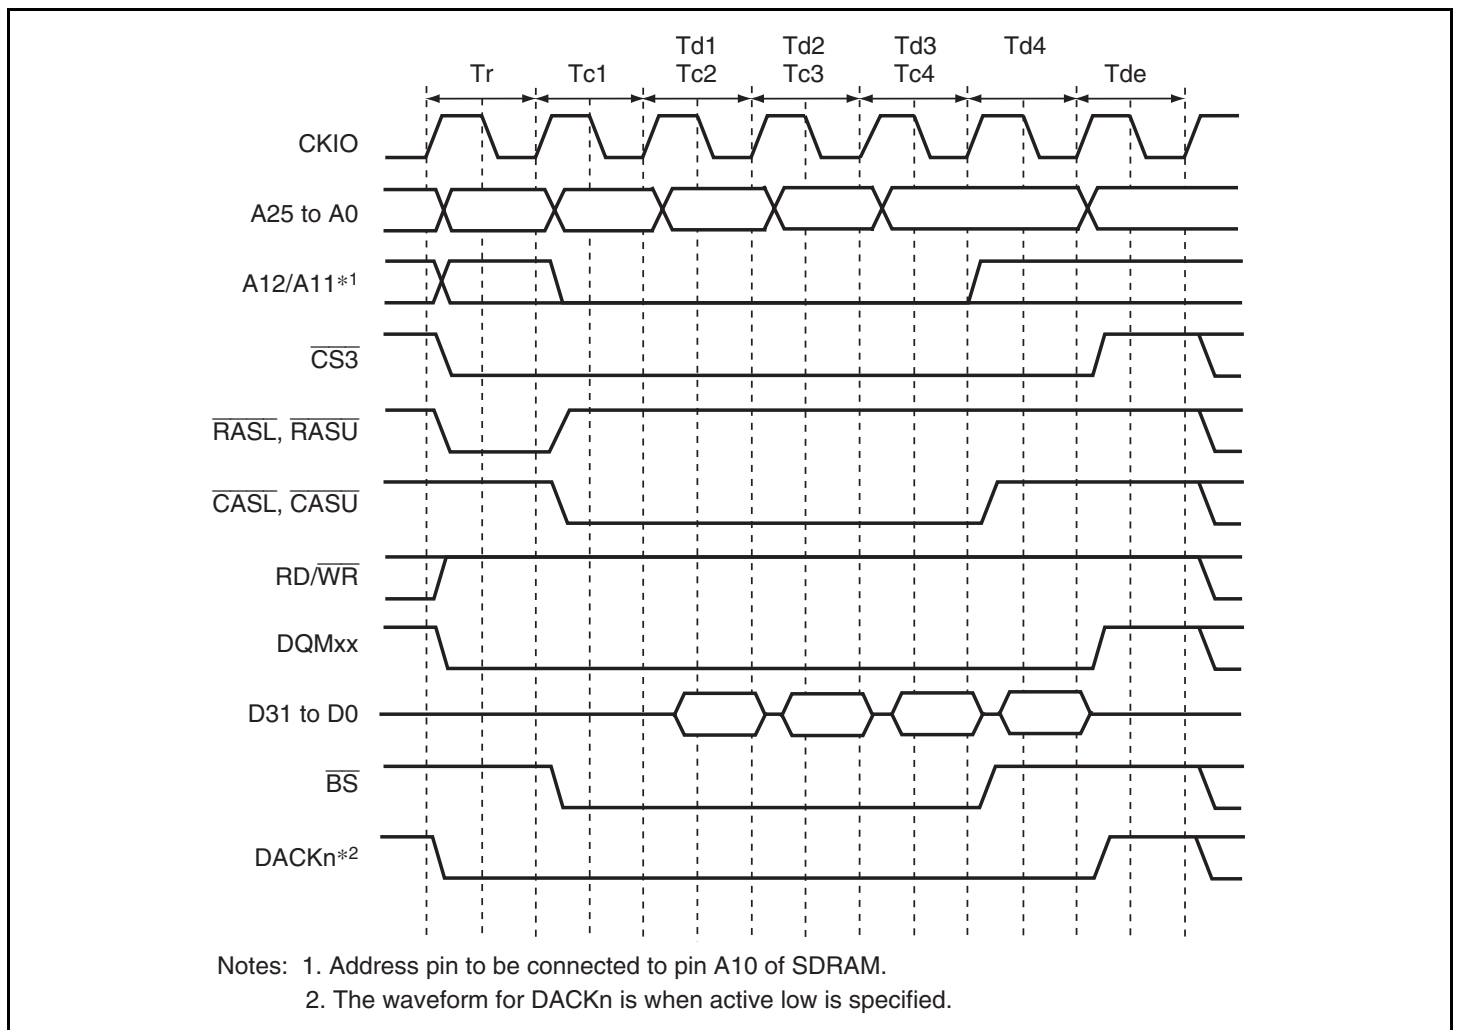 Td1 Td2 Td3 Td4
Tr Tc1 Tc2 Tc3 Tc4 Tde
CKIO
A25 to A0
A12/A11*1
CS3
RASL, RASU
CASL, CASU
RD/WR
DQMxx
D31 to D0
BS
DACKn*2
Notes: 1. Address pin to be connected to pin A10 of SDRAM.
2. The waveform for DACKn is when active low is specified.